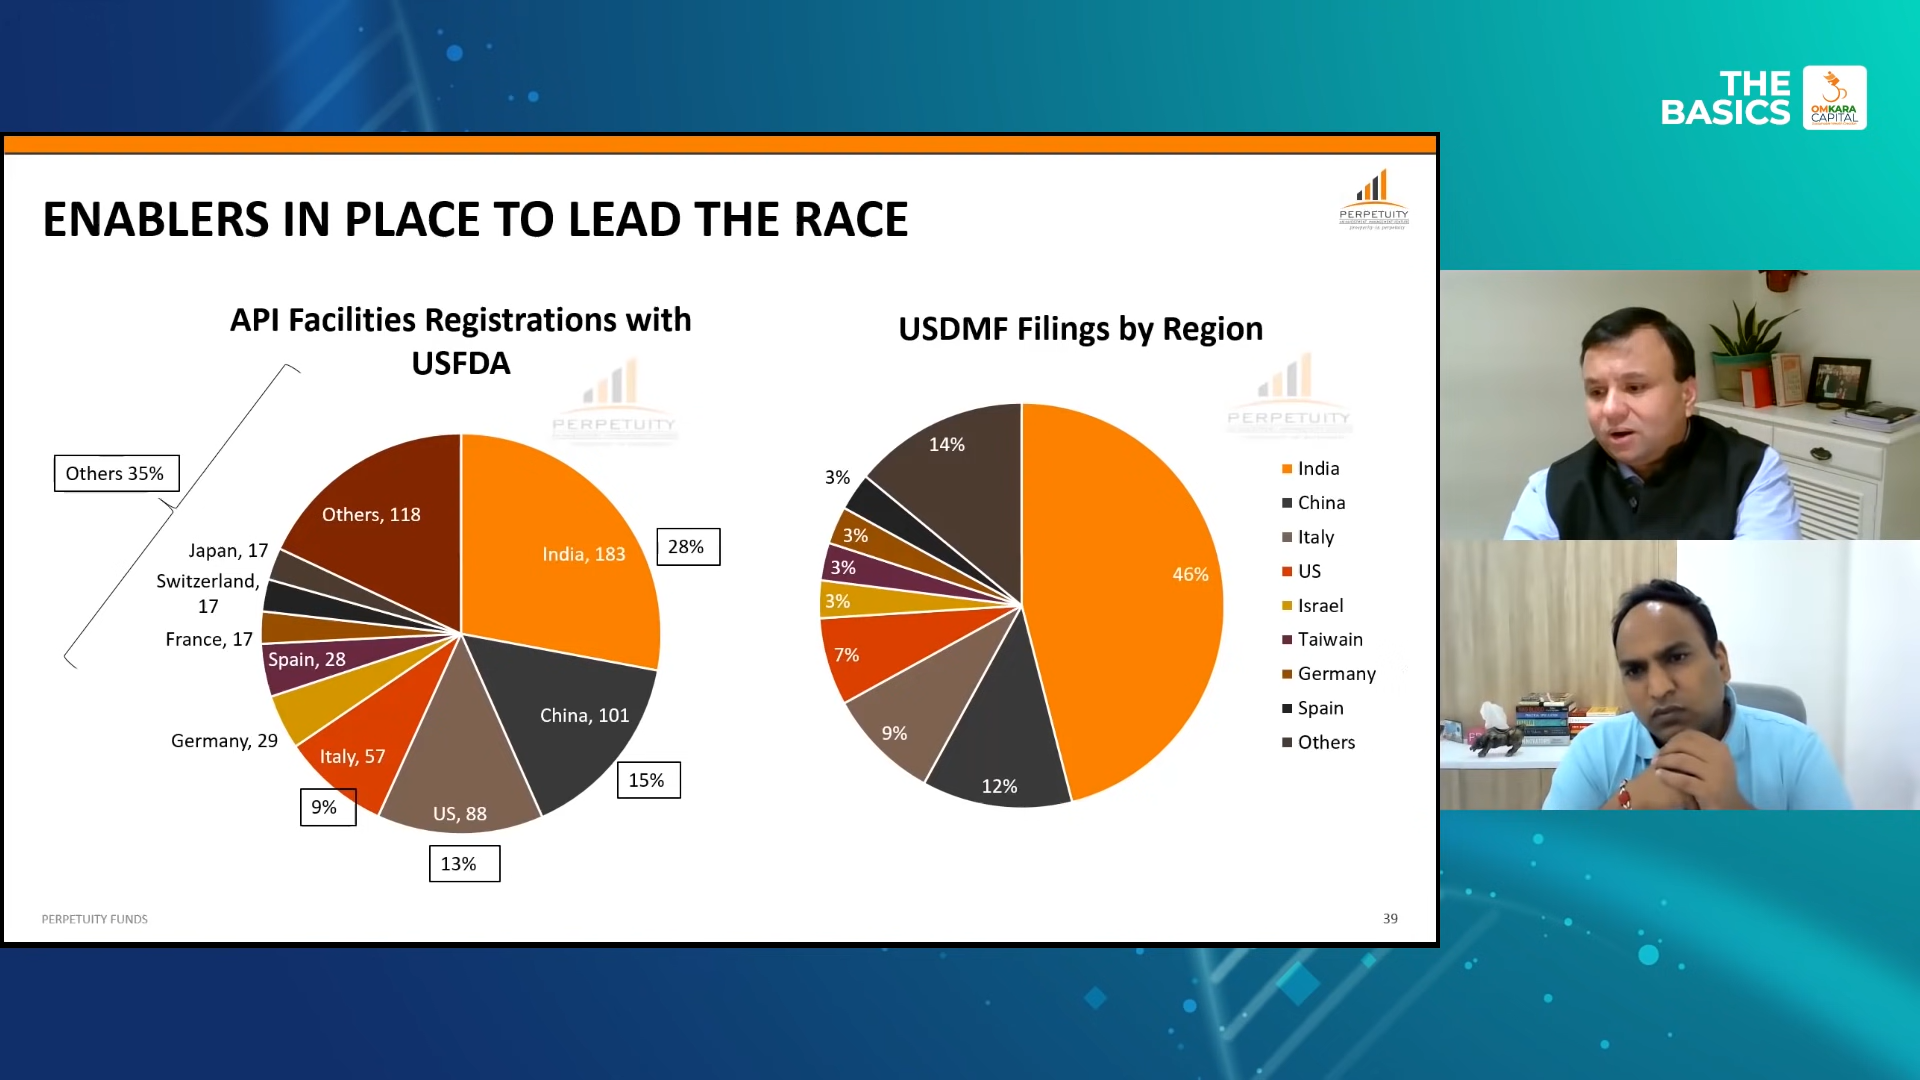 THE
BASICS
OMKARA
CAPITAL
ENABLERS IN PLACE TO LEAD THE RACE
PERPETUITY
API Facilities Registrations with
USFDA
PERPETUITY
Others 35%
Others, 118
Japan, 17
Switzerland,
17
France, 17
Spain, 28
Germany, 29
Italy, 57
9%
US, 88
13%
China, 101
15%
India, 183
28%
USDMF Filings by Region
PERPETUITY
14%
3%
3%
3%
3%
7%
9%
12%
46%
India
China
Italy
US
Israel
Taiwain
Germany
Spain
Others
PERPETUITY FUNDS
39